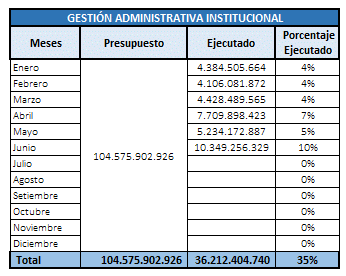 GESTIÓN ADMINISTRATIVA INSTITUCIONAL
Meses Presupuesto Ejecutado Porcentaje Ejecutado
Enero 4.384.505.664 4%
Febrero 4.106.081.872 4%
Marzo 4.428.489.565 4%
Abril 7.709.898.423 7%
Mayo 5.234.172.887 5%
Junio 10.349.256.329 10%
104.575.902.926
Julio 0%
Agosto 0%
Setiembre 0%
Octubre 0%
Noviembre 0%
Diciembre 0%
Total 104.575.902.926 36.212.404.740 35%